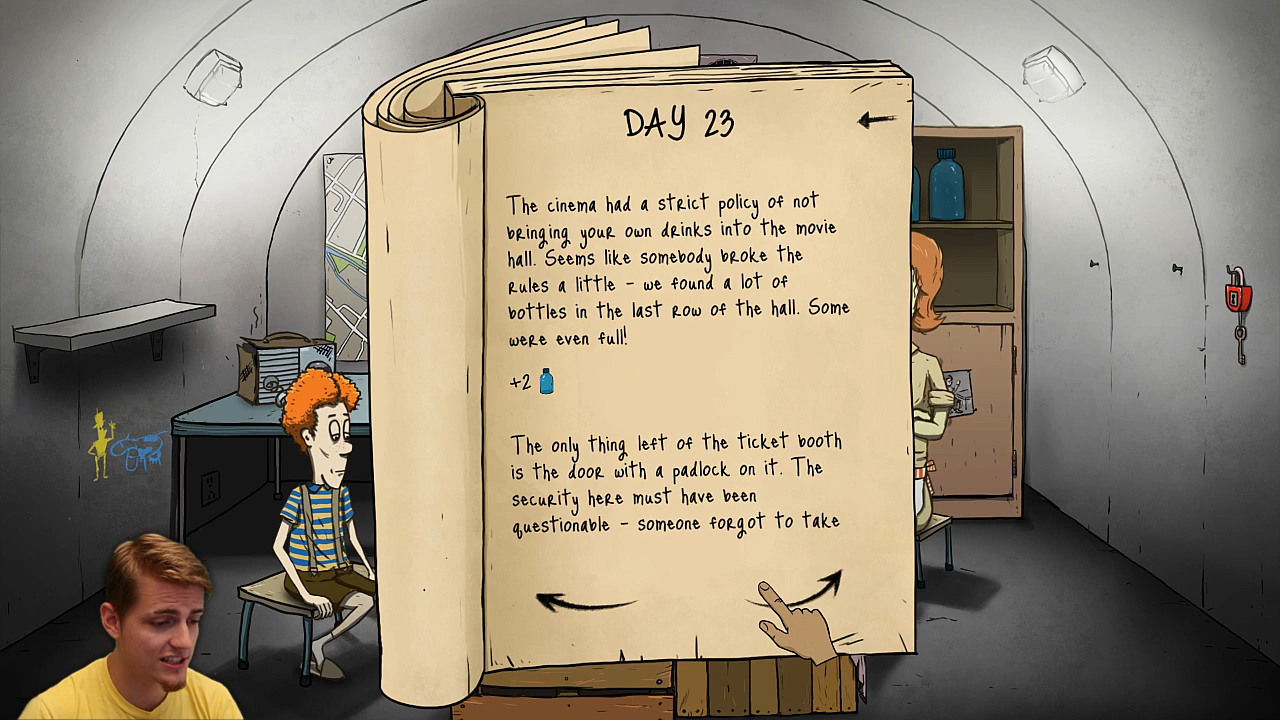 DAY 23
The cinema had a strict policy of not
bringing your own drinks into the movie
hall. Seems like somebody broke the
rules a little - we found a lot of
bottles in the last row of the hall. Some
were even full!
+2
The only thing left of the ticket booth
is the door with a padlock on it. The
security here must have been
questionable - someone forgot to take